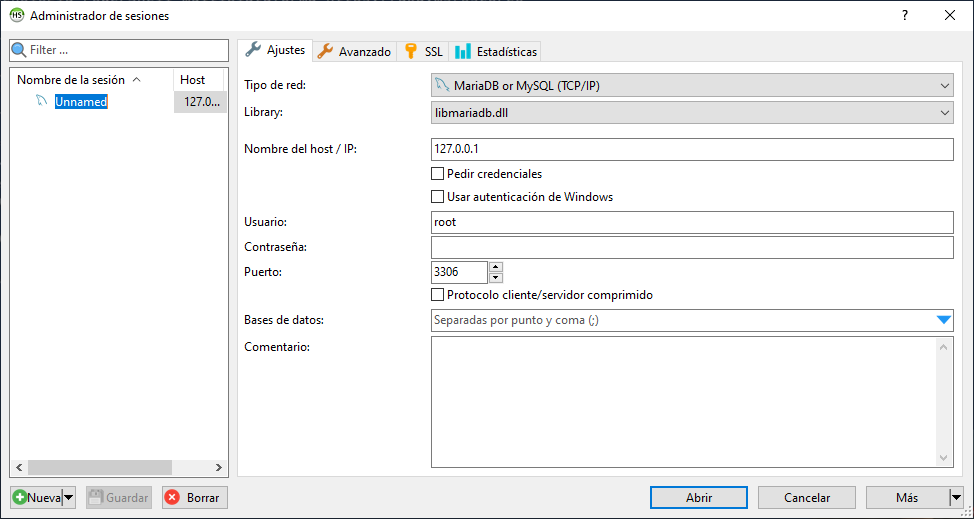 HS Administrador de sesiones ?
Filter ...
Nombre de la sesión Host
Unnamed 127.0...
Ajustes Avanzado SSL Estadísticas
Tipo de red: MariaDB or MySQL (TCP/IP)
Library: libmariadb.dll
Nombre del host / IP: 127.0.0.1
Pedir credenciales
Usar autenticación de Windows
Usuario: root
Contraseña:
Puerto: 3306
Protocolo cliente/servidor comprimido
Bases de datos: Separadas por punto y coma (;)
Comentario:
Nueva Guardar Borrar Abrir Cancelar Más